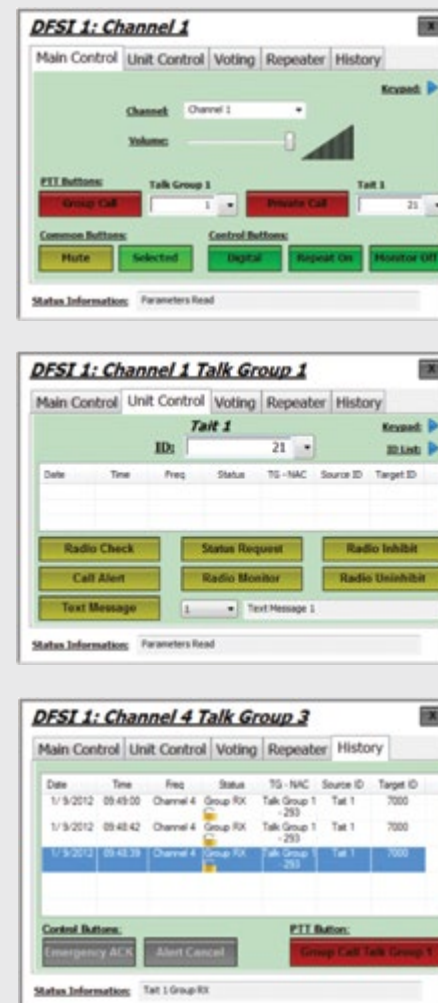 DFSI 1: Channel 1
X
Main Control Unit Control Voting Repeater History
Keypad:
Channel: Channel 1
Volume:
PTT Buttons: Talk Group 1 Tait 1
Group Call 1 Private Call 21
Common Buttons: Control Buttons:
Mute Selected Digital Repeat On Monitor Off
Status Information: Parameters Read
DFSI 1: Channel 1 Talk Group 1
X
Main Control Unit Control Voting Repeater History
Tait 1 Keypad:
ID: 21 ID List:
Date Time Freq Status TG - NAC Source ID Target ID
Radio Check Status Request Radio Inhibit
Call Alert Radio Monitor Radio Uninhibit
Text Message 1 Text Message 1
Status Information: Parameters Read
DFSI 1: Channel 4 Talk Group 3
X
Main Control Unit Control Voting Repeater History
Date Time Freq Status TG - NAC Source ID Target ID
1/ 9/2012 09:49:00 Channel 4 Group RX Talk Group 1 Tait 1 7000
- 293
1/ 9/2012 09:48:42 Channel 4 Group RX Talk Group 1 Tait 1 7000
- 293
1/ 9/2012 09:48:39 Channel 4 Group RX Talk Group 1 Tait 1 7000
- 293
Control Buttons: PTT Button:
Emergency ACK Alert Cancel Group Call Talk Group 1
Status Information: Tait 1 Group RX